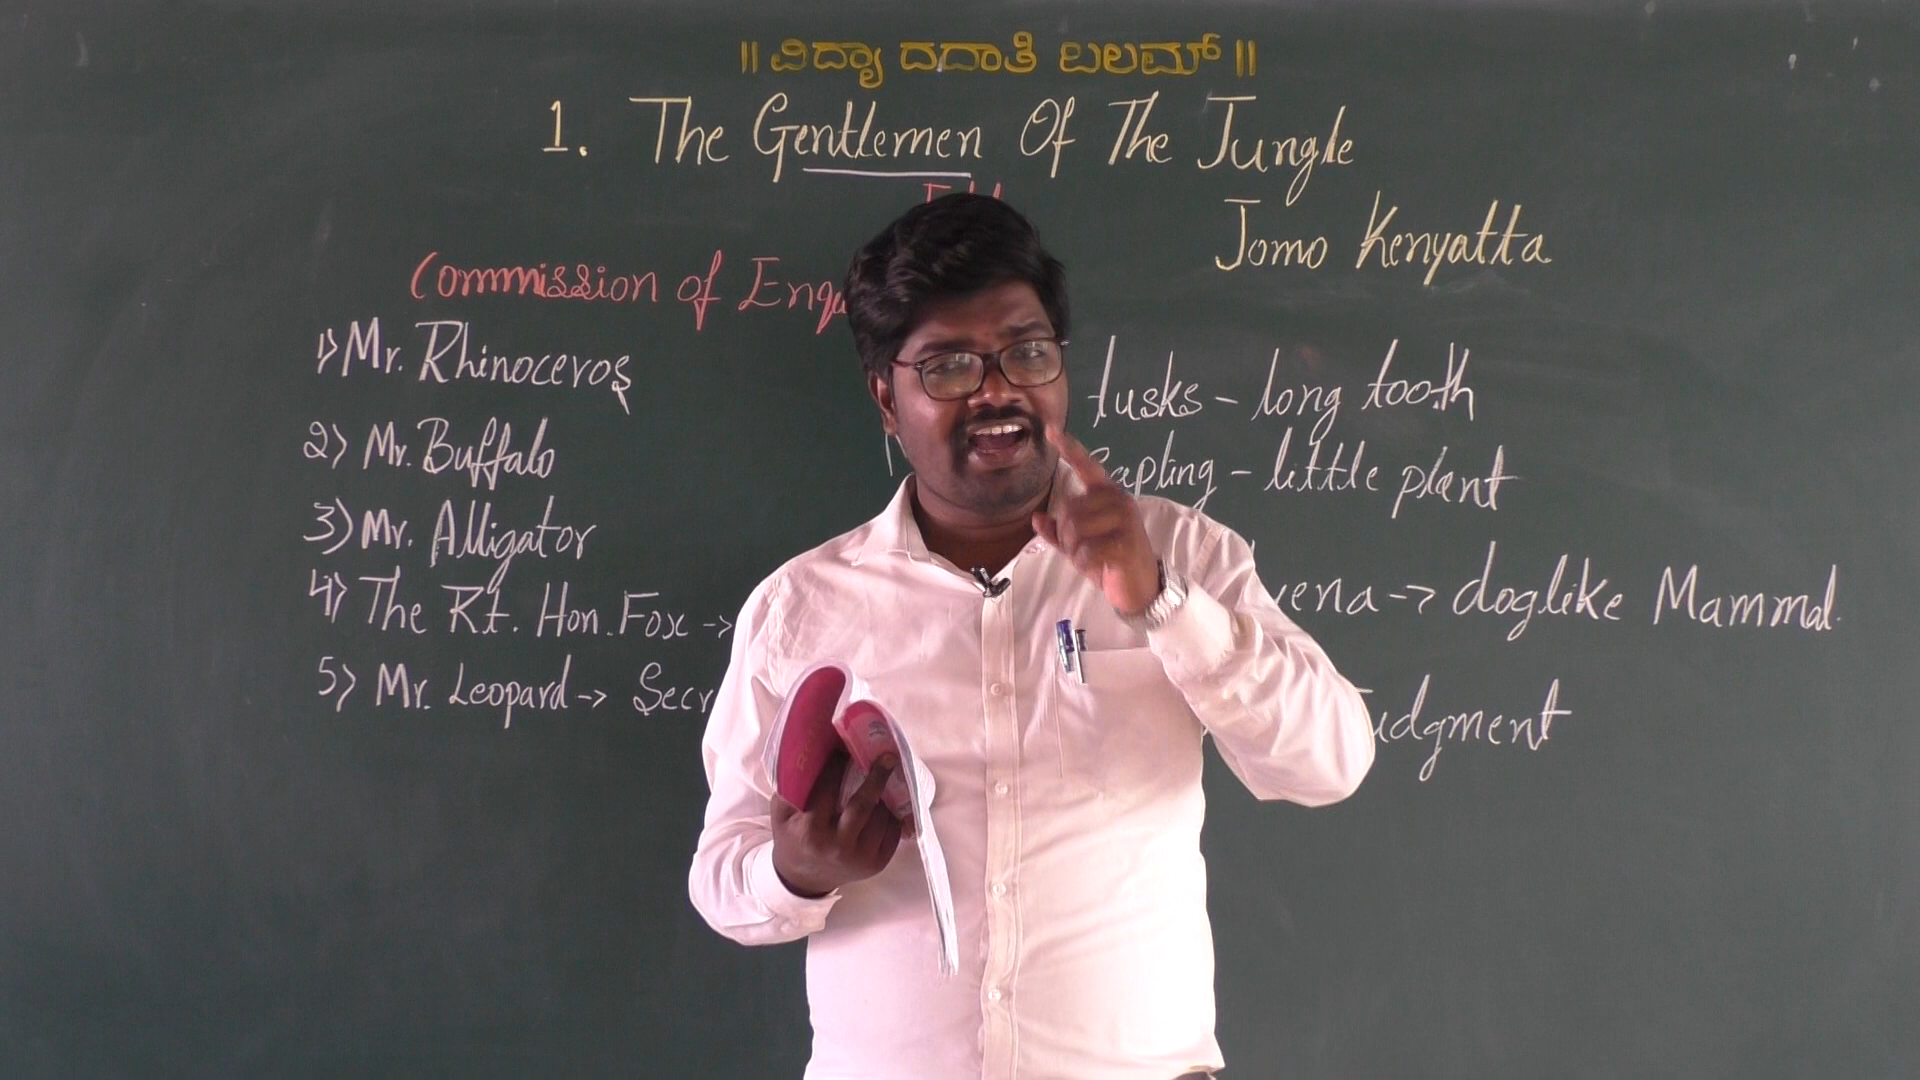 ॥ ವಿದ್ಯಾ ದದಾತಿ ಬಲಮ್ ॥
1. The Gentlemen Of The Jungle
Jomo Kenyatta
Commission of
1) Mr. Rhinoceros
2) Mr. Buffalo
3) Mr. Alligator
4) The Rt. Hon. Fox ->
5) Mr. Leopard ->
tusks - long tooth
Sapling - little plant
-> doglike Mammal.